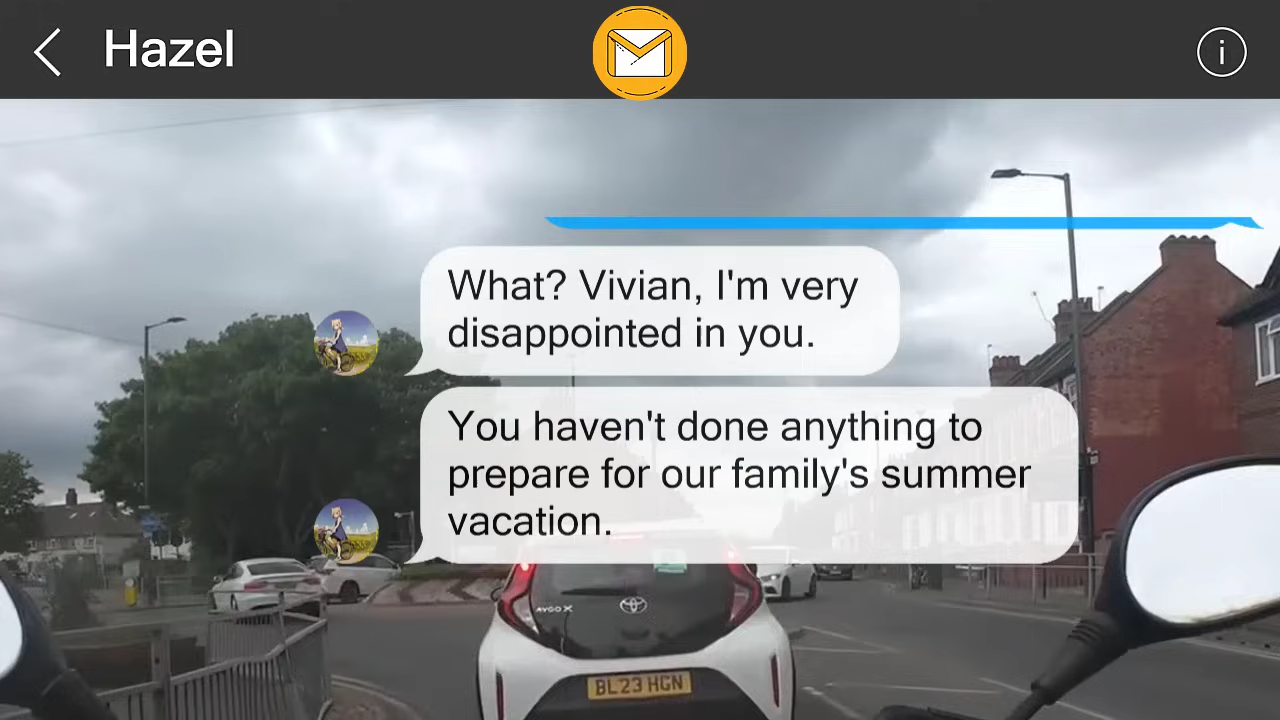 Hazel
What? Vivian, I'm very
disappointed in you.
You haven't done anything to
prepare for our family's summer
vacation.
AYGO X
BL23 HGN